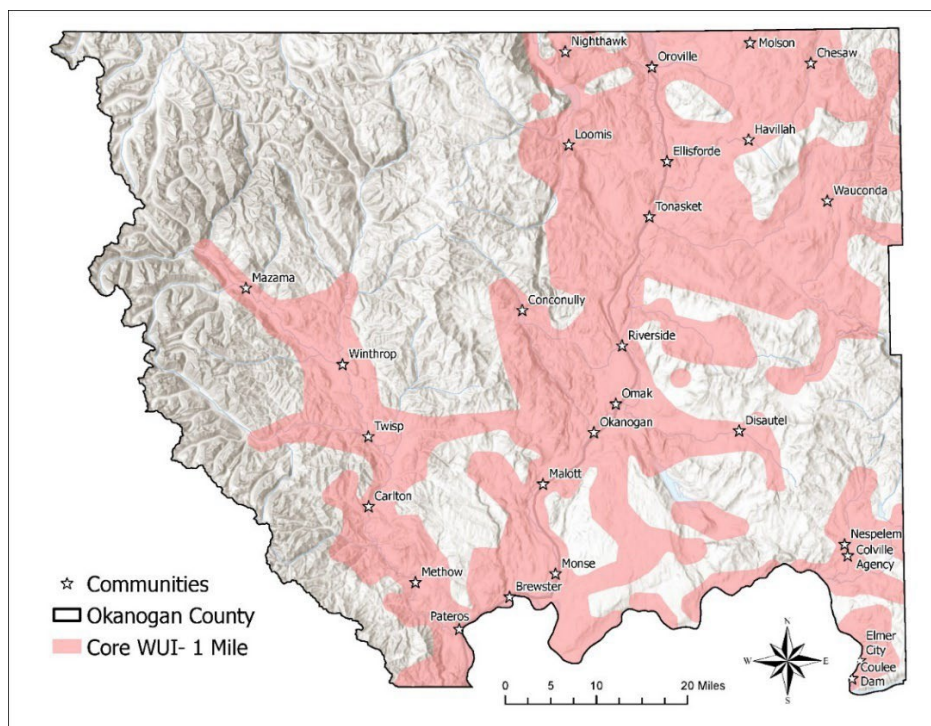 Nighthawk
Molson
Oroville
Chesaw
Loomis
Havillah
Ellisforde
Wauconda
Tonasket
Mazama
Conconully
Riverside
Winthrop
Omak
Okanogan
Disautel
Twisp
Malott
Carlton
Nespelem
Colville
Agency
Monse
Methow
Brewster
Pateros
Elmer
City
Coulee
Dam
Communities
Okanogan County
Core WUI- 1 Mile
N
W E
S
0 5 10 20 Miles